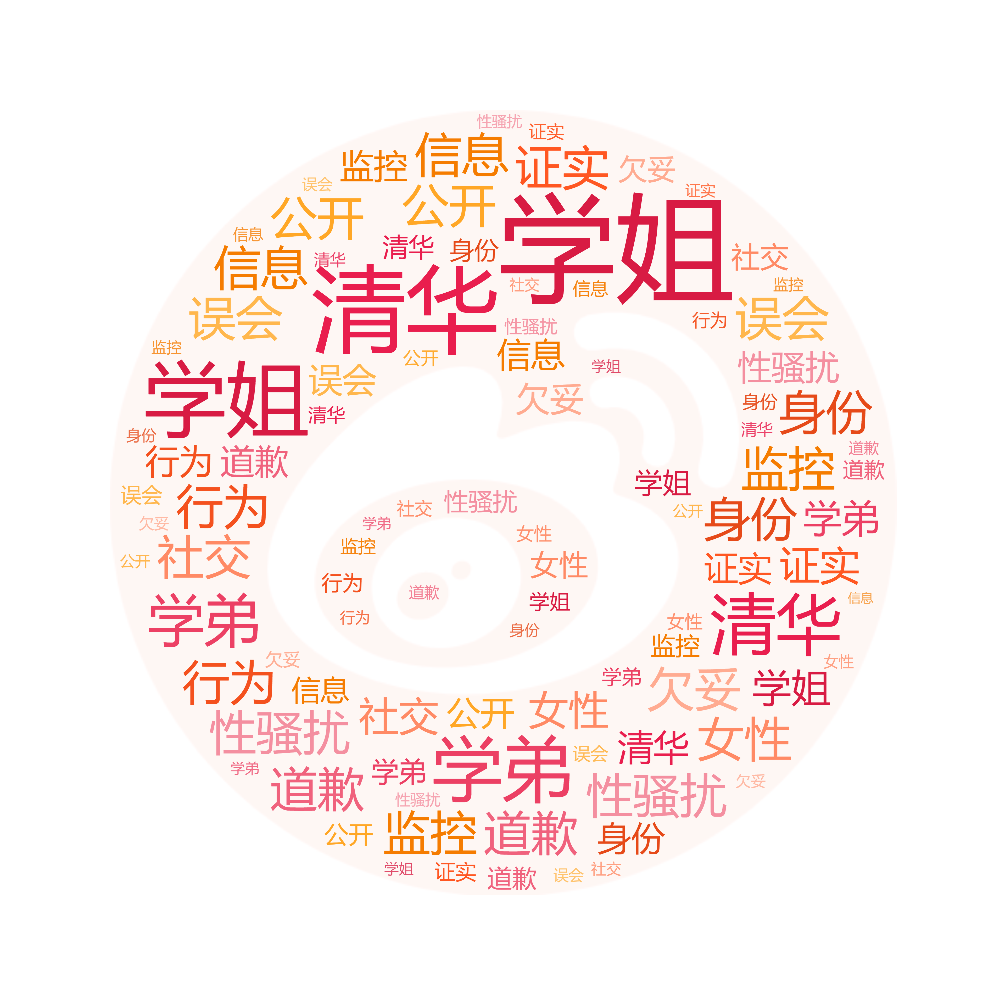 性骚扰
证实
信息
监控
证实
欠妥
误会
证实
公开
公开
学姐
信息
清华
身份
社交
信息
清华
社交
信息
监控
清华
误会
性骚扰
行为
误会
监控
公开
信息
学姐
性骚扰
学姐
误会
欠妥
身份
身份
清华
清华
身份
行为
道歉
监控
道歉
道歉
学姐
误会
行为
性骚扰
社交
公开
身份
学弟
欠妥
学弟
女性
社交
监控
公开
女性
证实
证实
行为
道歉
学姐
信息
学弟
行为
身份
女性
清华
监控
欠妥
女性
行为
信息
学弟
欠妥
学姐
性骚扰
社交
公开
女性
清华
女性
学弟
学弟
学弟
误会
道歉
性骚扰
性骚扰
欠妥
公开
监控
道歉
身份
学姐
证实
道歉
误会
社交